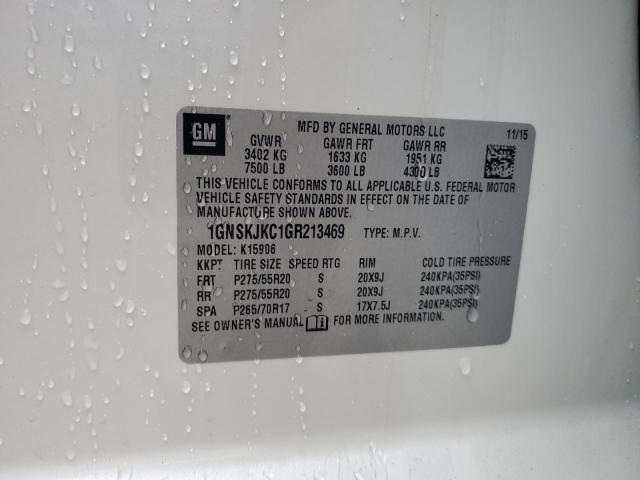 GM
MFD BY GENERAL MOTORS LLC 11/15
GVWR GAWR FRT GAWR RR
3402 KG 1633 KG 1951 KG
7500 LB 3600 LB 4300 LB
THIS VEHICLE CONFORMS TO ALL APPLICABLE U.S. FEDERAL MOTOR
VEHICLE SAFETY STANDARDS IN EFFECT ON THE DATE OF
MANUFACTURE SHOWN ABOVE.
1GNSKJKC1GR213469 TYPE: M.P.V.
MODEL: K15906
KKPT TIRE SIZE SPEED RTG RIM COLD TIRE PRESSURE
FRT P275/55R20 S 20X9J 240KPA(35PSI)
RR P275/55R20 S 20X9J 240KPA(35PSI)
SPA P265/70R17 S 17X7.5J 240KPA(35PSI)
SEE OWNER'S MANUAL FOR MORE INFORMATION.